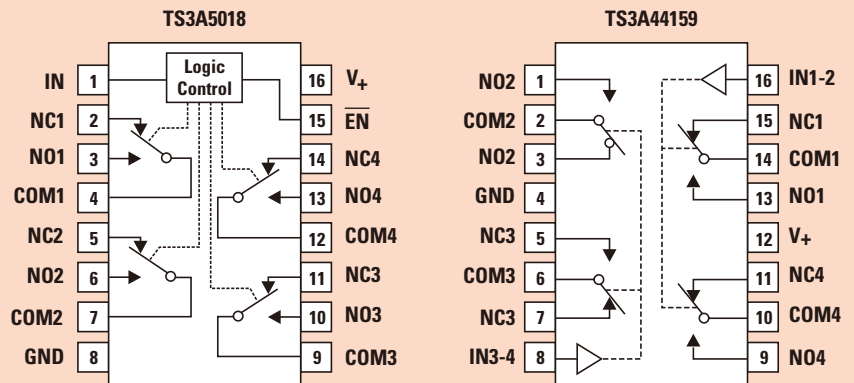 TS3A5018
Logic
Control
IN 1
NC1 2
NO1 3
COM1 4
NC2 5
NO2 6
COM2 7
GND 8
16 V+
15 EN
14 NC4
13 NO4
12 COM4
11 NC3
10 NO3
9 COM3
TS3A44159
NO2 1
COM2 2
NO2 3
GND 4
NC3 5
COM3 6
NC3 7
IN3-4 8
16 IN1-2
15 NC1
14 COM1
13 NO1
12 V+
11 NC4
10 COM4
9 NO4